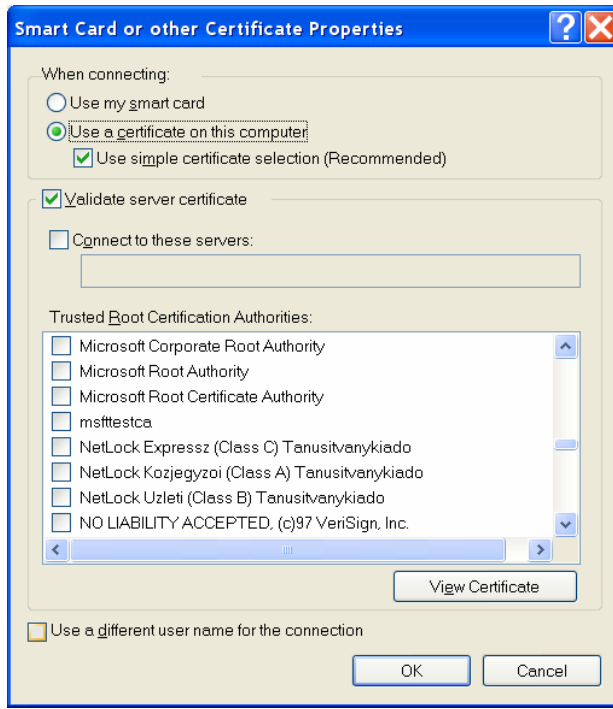 Smart Card or other Certificate Properties
When connecting:
Use my smart card
Use a certificate on this computer
Use simple certificate selection (Recommended)
Validate server certificate
Connect to these servers:
Trusted Root Certification Authorities:
Microsoft Corporate Root Authority
Microsoft Root Authority
Microsoft Root Certificate Authority
msfttestca
NetLock Expressz (Class C) Tanusitvanykiado
NetLock Kozjegyzoi (Class A) Tanusitvanykiado
NetLock Uzleti (Class B) Tanusitvanykiado
NO LIABILITY ACCEPTED, (c)97 VeriSign, Inc.
View Certificate
Use a different user name for the connection
OK Cancel